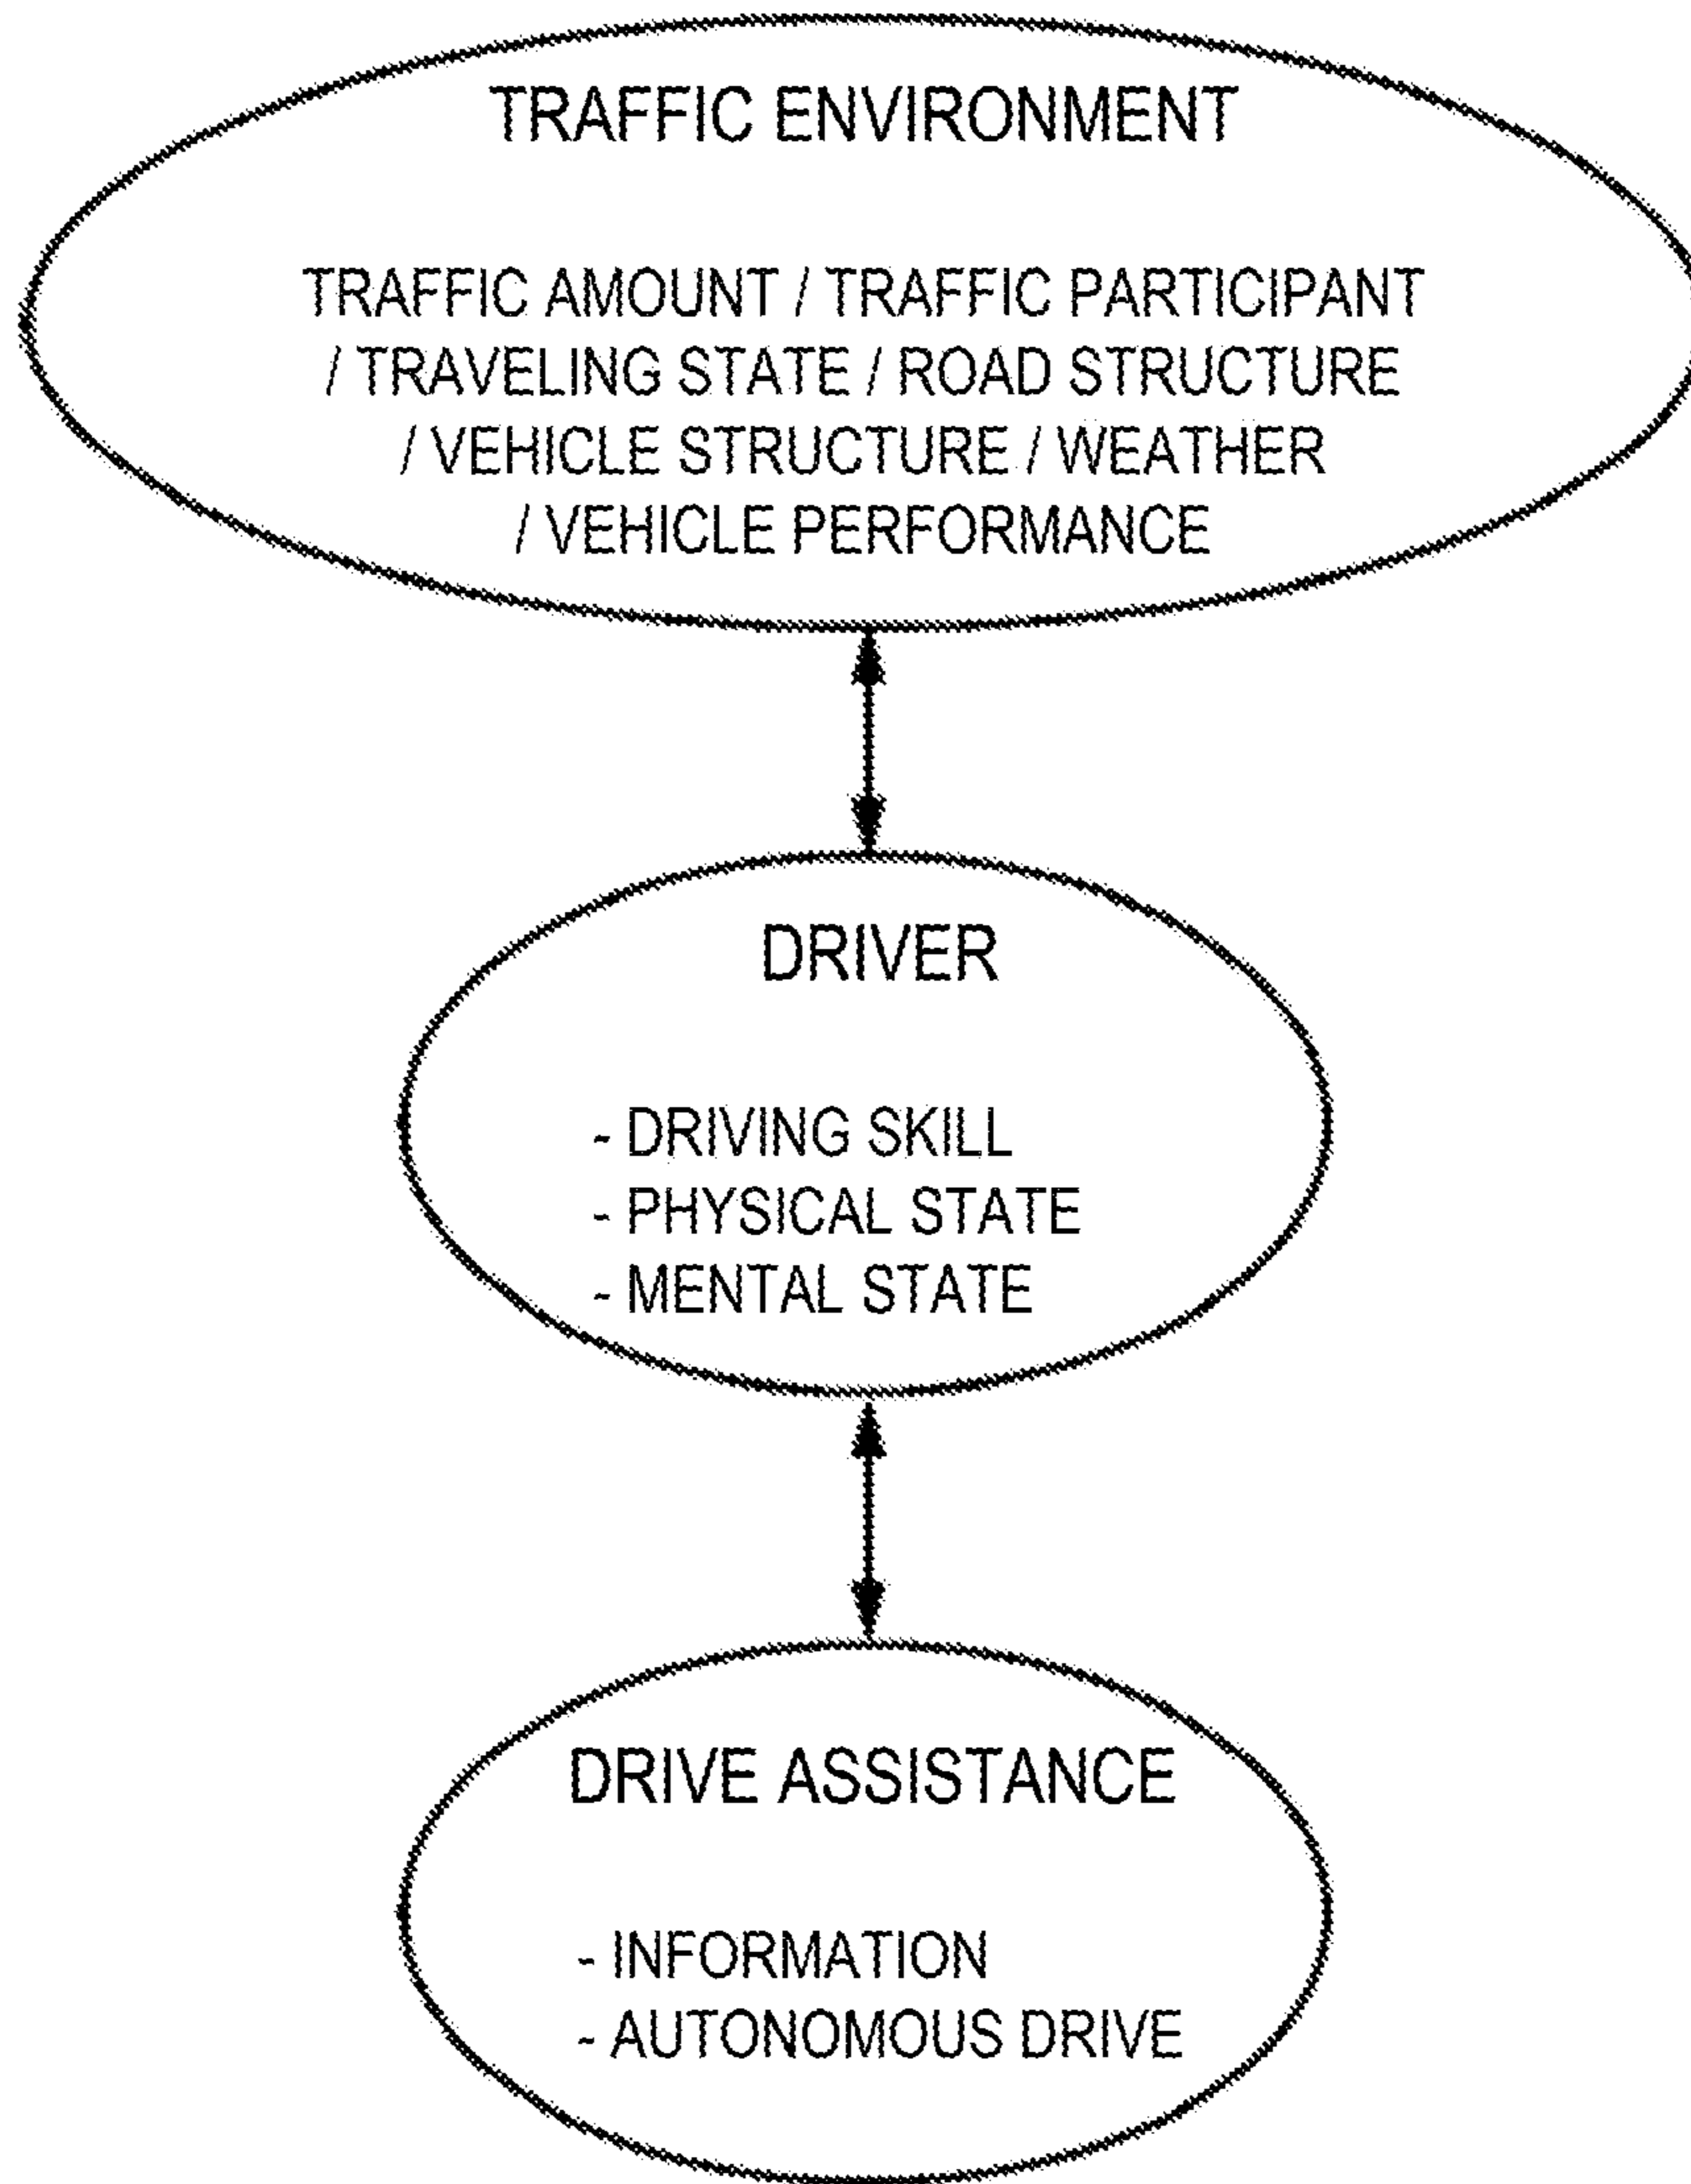 TRAFFIC ENVIRONMENT
TRAFFIC AMOUNT / TRAFFIC PARTICIPANT
/ TRAVELING STATE / ROAD STRUCTURE
/ VEHICLE STRUCTURE / WEATHER
/ VEHICLE PERFORMANCE
DRIVER
- DRIVING SKILL
- PHYSICAL STATE
- MENTAL STATE
DRIVE ASSISTANCE
- INFORMATION
- AUTONOMOUS DRIVE